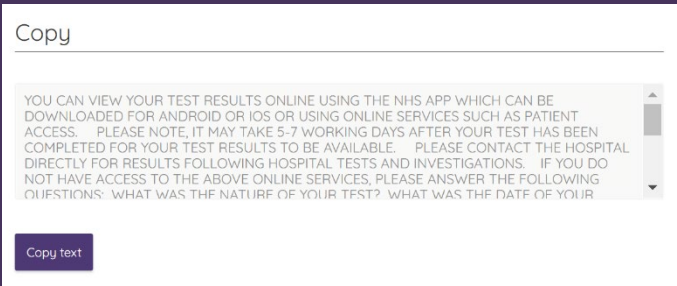 Copy
YOU CAN VIEW YOUR TEST RESULTS ONLINE USING THE NHS APP WHICH CAN BE
DOWNLOADED FOR ANDROID OR IOS OR USING ONLINE SERVICES SUCH AS PATIENT
ACCESS. PLEASE NOTE, IT MAY TAKE 5-7 WORKING DAYS AFTER YOUR TEST HAS BEEN
COMPLETED FOR YOUR TEST RESULTS TO BE AVAILABLE. PLEASE CONTACT THE HOSPITAL
DIRECTLY FOR RESULTS FOLLOWING HOSPITAL TESTS AND INVESTIGATIONS. IF YOU DO
NOT HAVE ACCESS TO THE ABOVE ONLINE SERVICES, PLEASE ANSWER THE FOLLOWING
QUESTIONS: WHAT WAS THE NATURE OF YOUR TEST? WHAT WAS THE DATE OF YOUR
Copy text